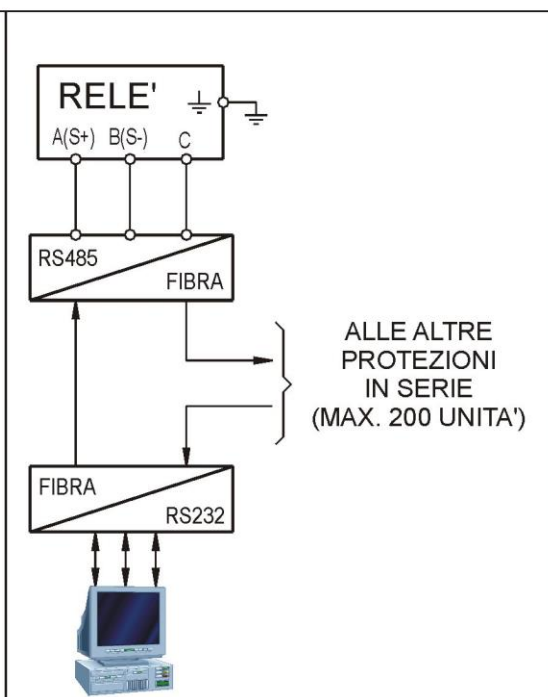 RELE'
A(S+) B(S-) C
RS485
FIBRA
ALLE ALTRE
PROTEZIONI
IN SERIE
(MAX. 200 UNITA')
FIBRA
RS232